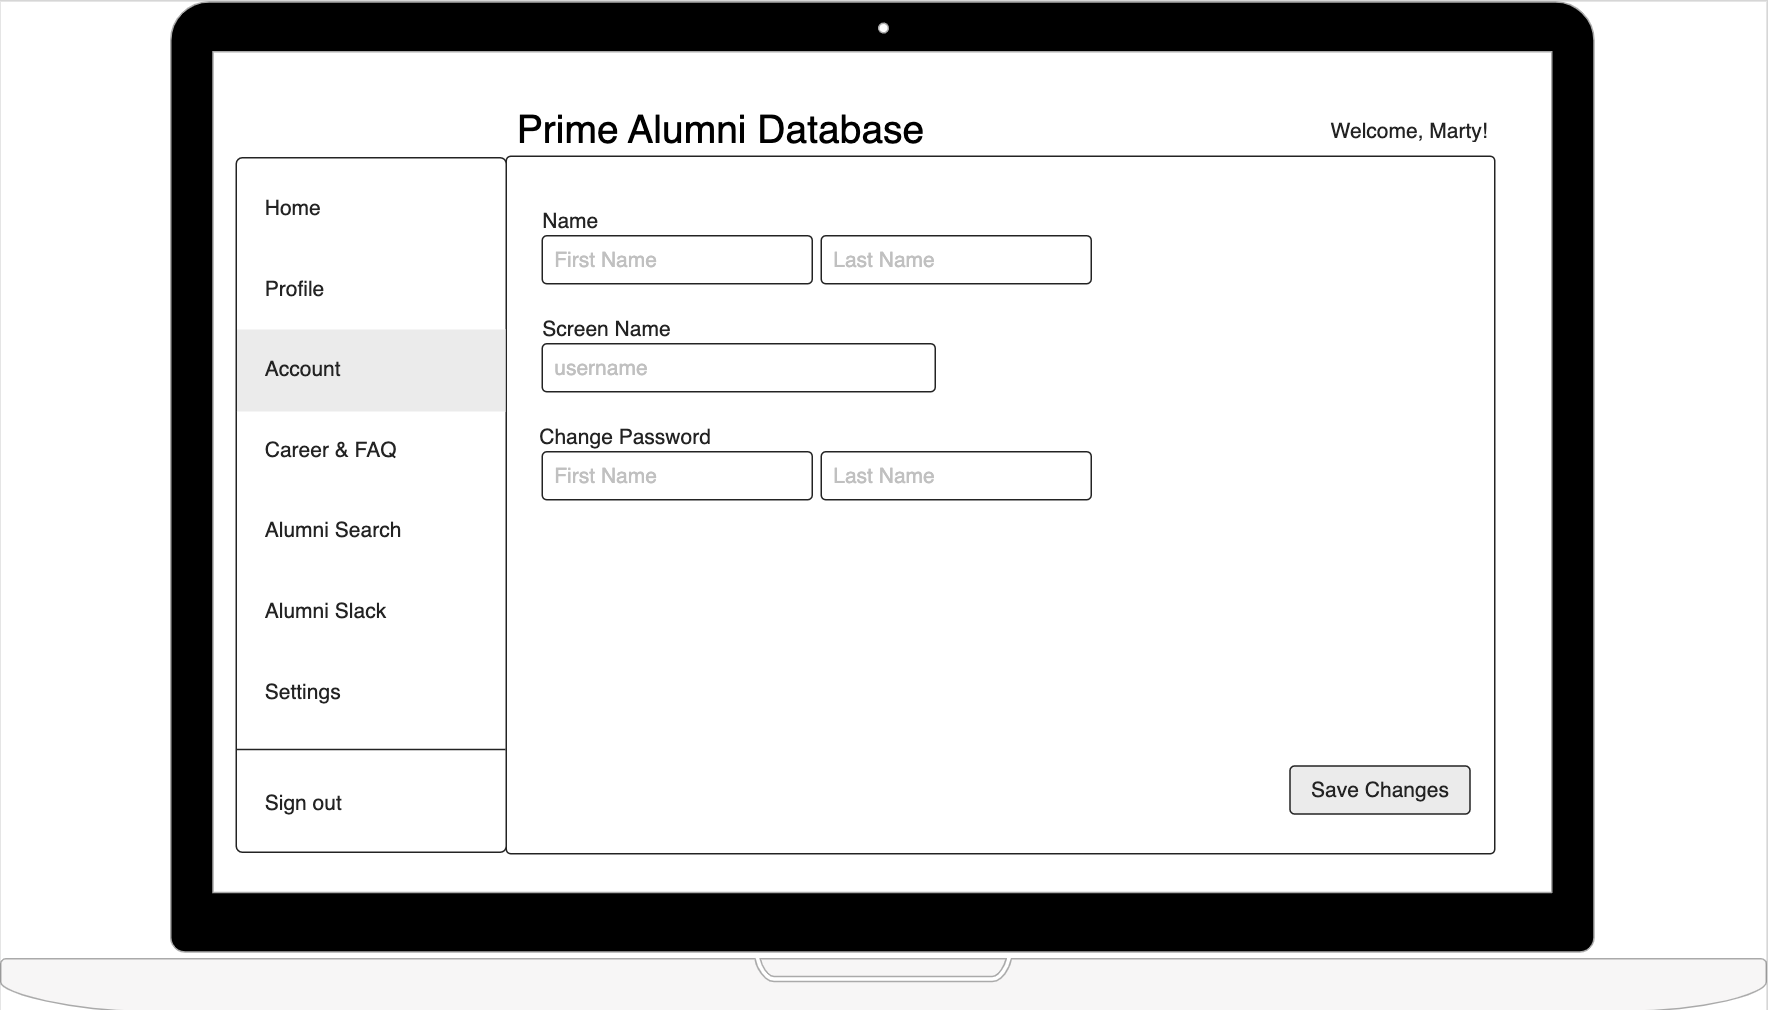 Prime Alumni Database
Welcome, Marty!
Home
Profile
Account
Career & FAQ
Alumni Search
Alumni Slack
Settings
Sign out
Name
First Name Last Name
Screen Name
username
Change Password
First Name Last Name
Save Changes